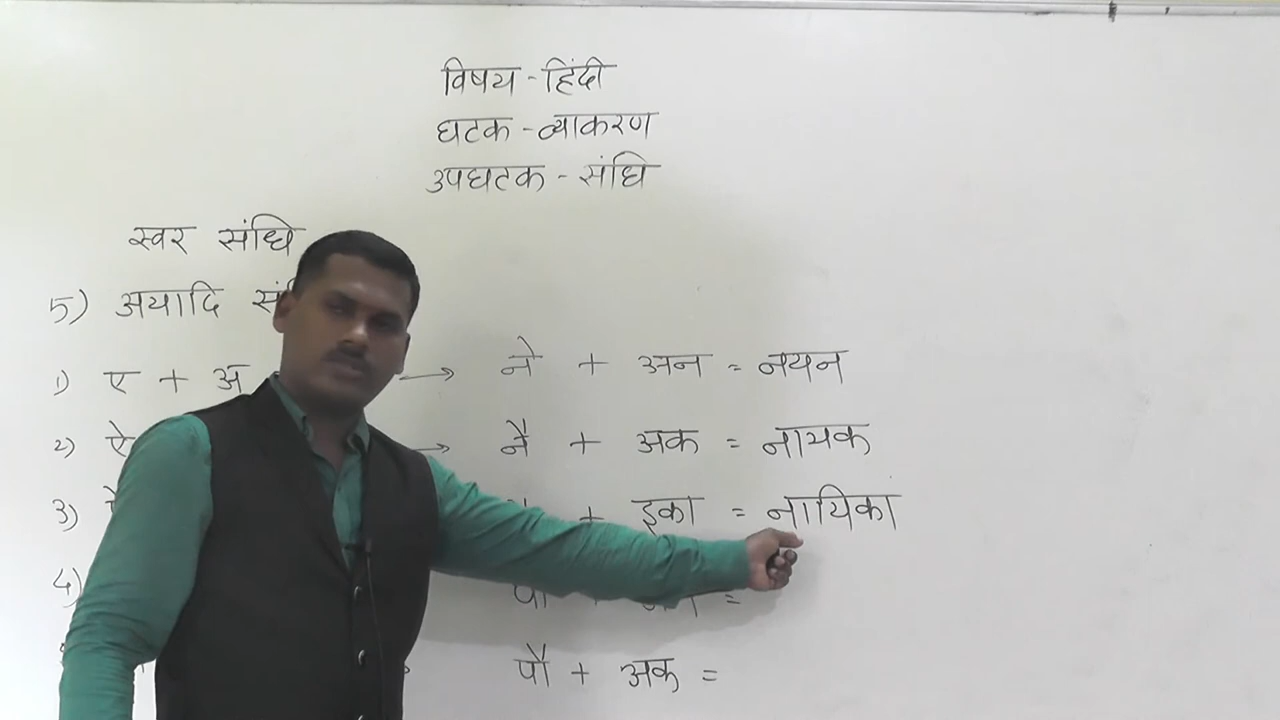 विषय - हिंदी
घटक - व्याकरण
उपघटक - संधि
स्वर संधि
5) अयादि
1) ए + अ → ने + अन = नयन
2) ऐ → नै + अक = नायक
3) + इका = नायिका
4) + =
पौ + अक =